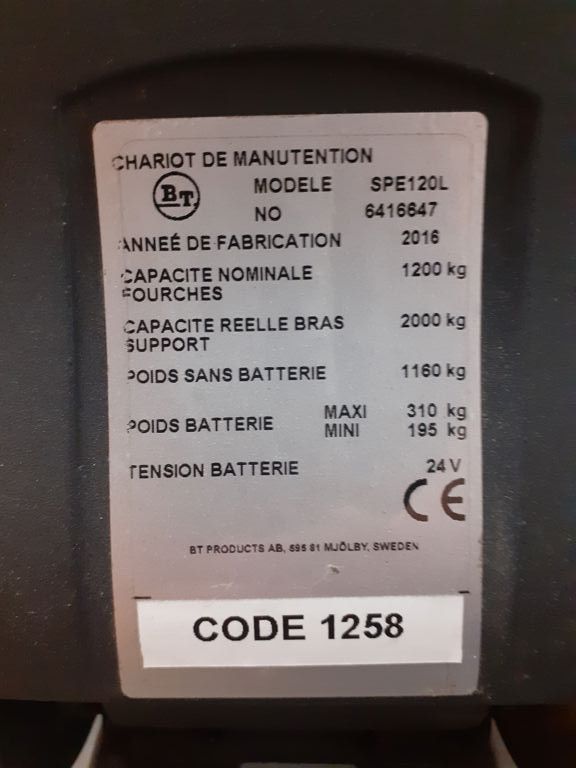 CHARIOT DE MANUTENTION
BT
MODELE SPE120L
NO 6416647
ANNEÉ DE FABRICATION 2016
CAPACITE NOMINALE 1200 kg
FOURCHES
CAPACITE REELLE BRAS 2000 kg
SUPPORT
POIDS SANS BATTERIE 1160 kg
POIDS BATTERIE MAXI 310 kg
MINI 195 kg
TENSION BATTERIE 24 V
CE
BT PRODUCTS AB, 595 81 MJÖLBY, SWEDEN
CODE 1258